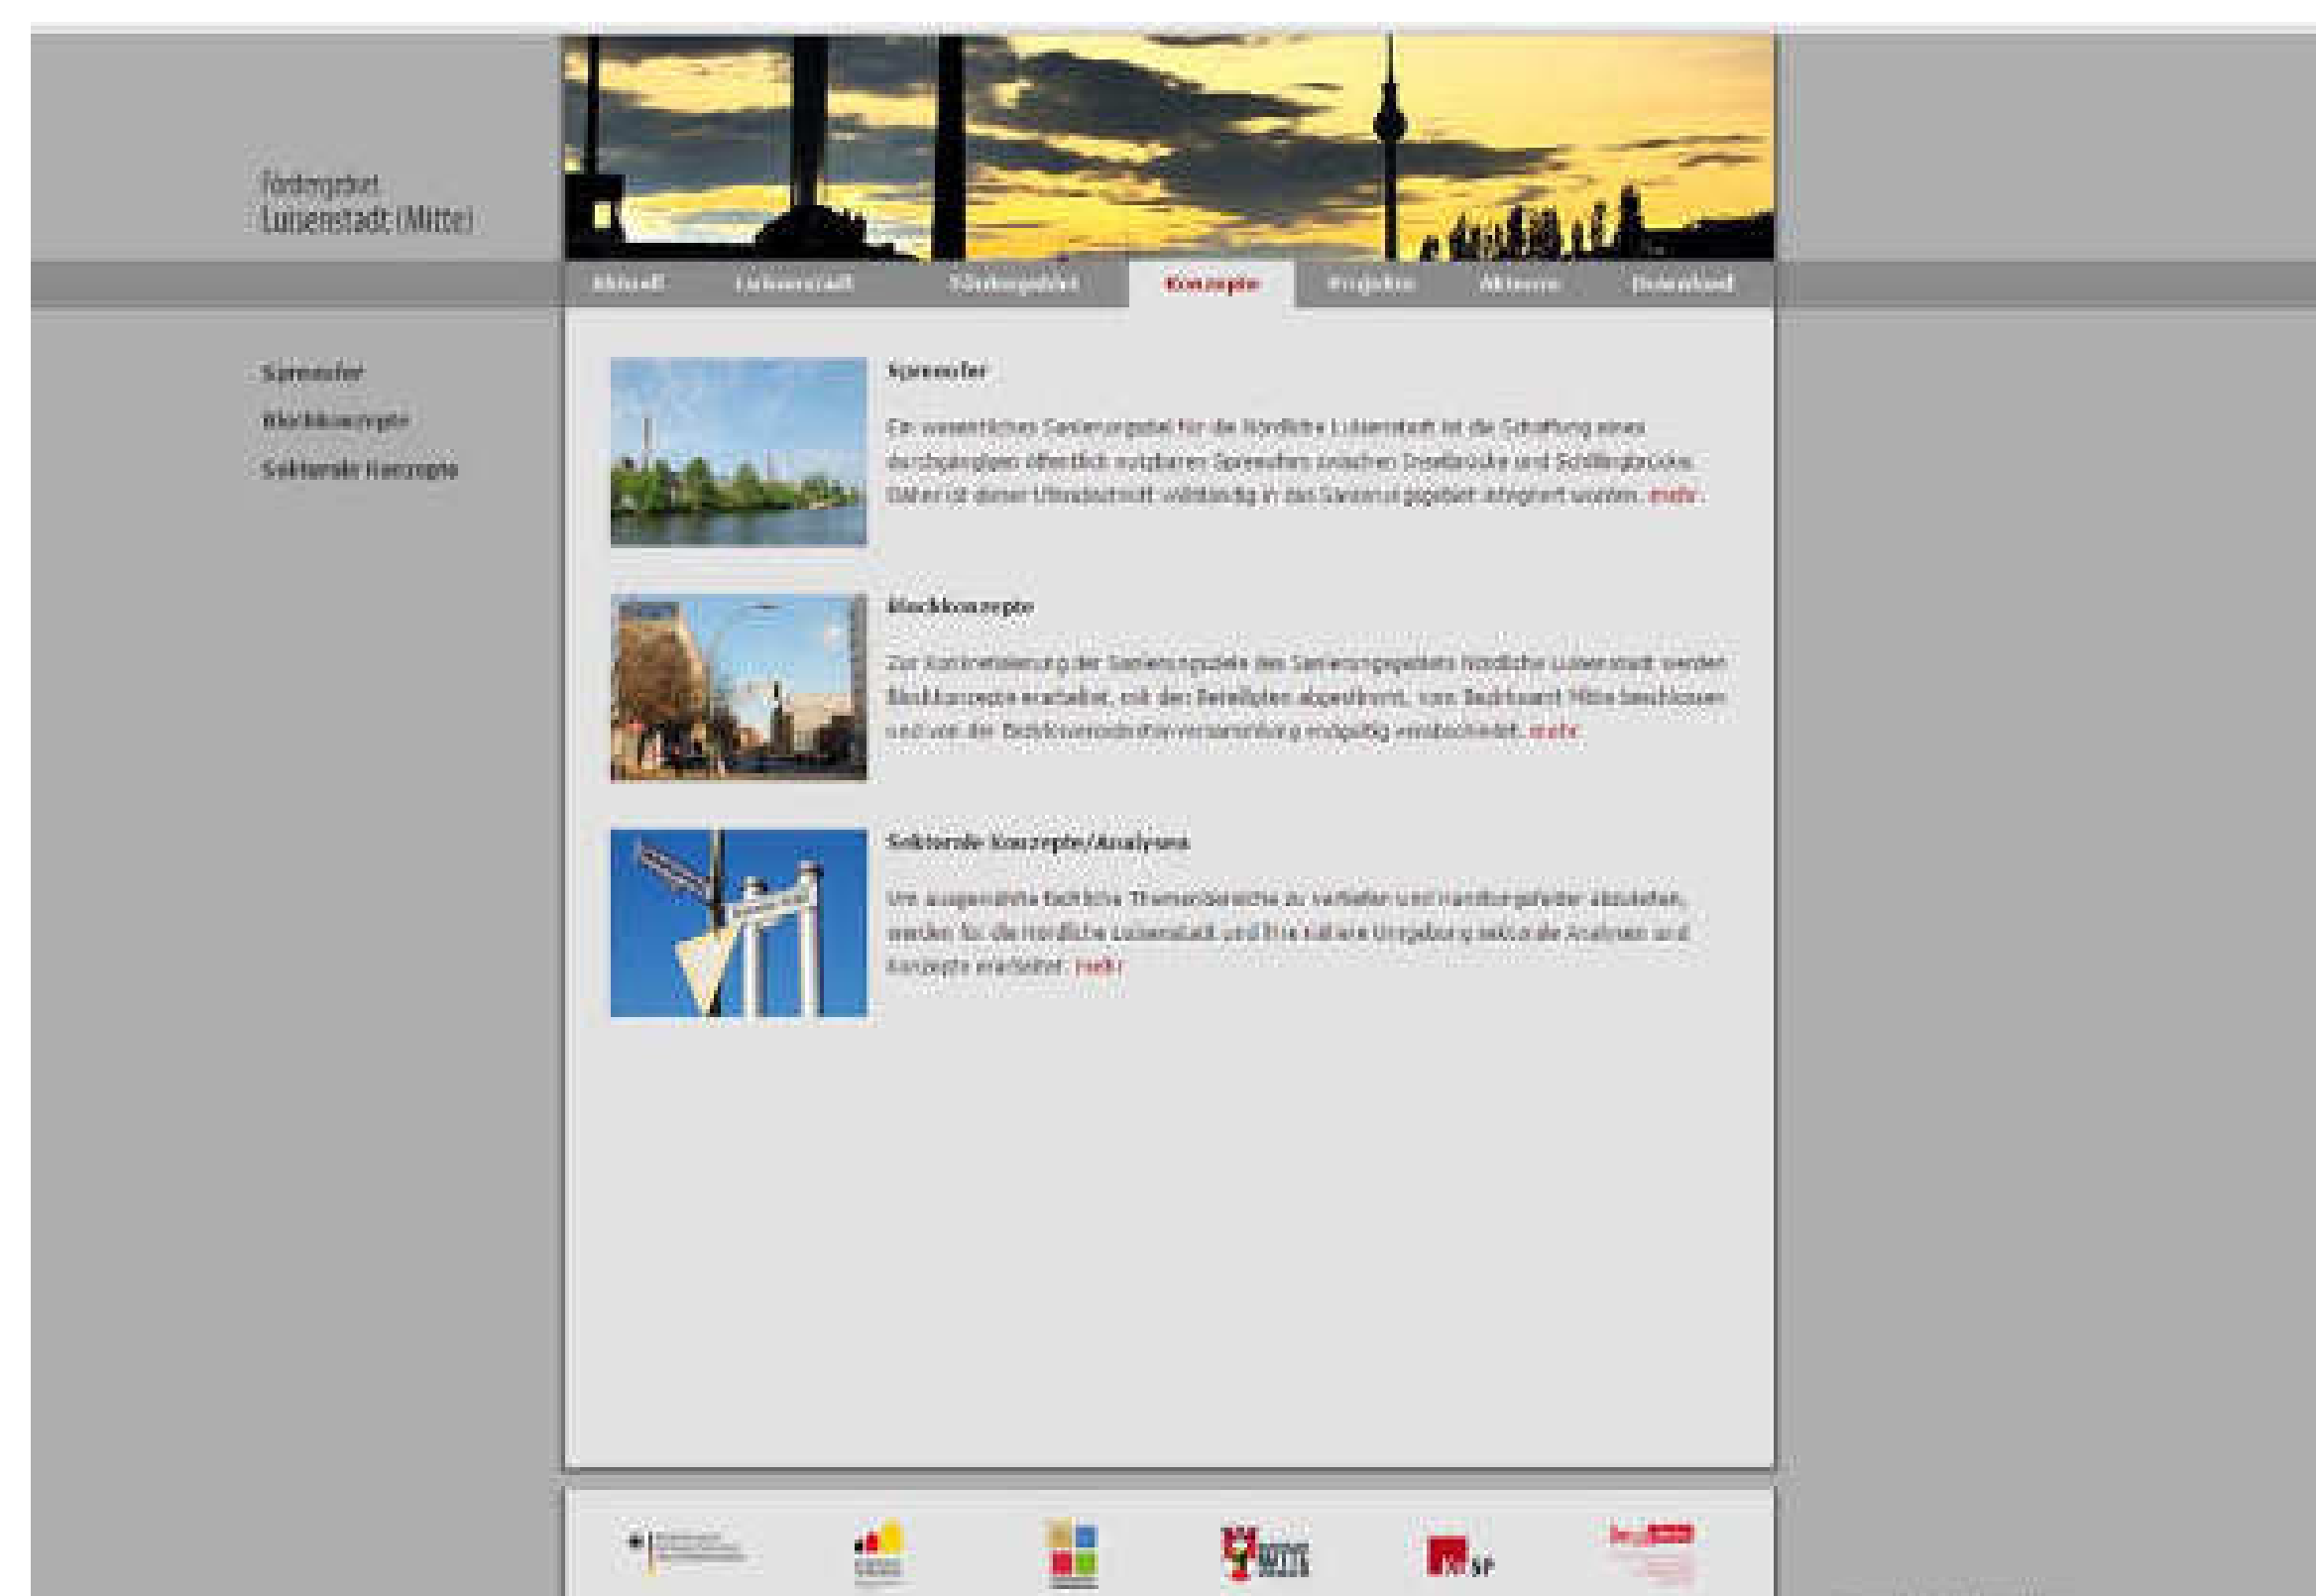 Fördergebiet
Luisenstadt (Mitte)
Aktuell Luisenstadt Fördergebiet Konzepte Projekte Akteure Download
Spreeufer
Blockkonzepte
Sektorale Konzepte
Spreeufer
Ein wesentliches Sanierungsziel für die Nördliche Luisenstadt ist die Schaffung eines
durchgängigen öffentlich nutzbaren Spreeufers zwischen Inselbrücke und Schillingbrücke.
Daher ist dieser Uferabschnitt vollständig in das Sanierungsgebiet integriert worden. mehr
Blockkonzepte
Zur Konkretisierung der Sanierungsziele des Sanierungsgebiets Nördliche Luisenstadt werden
Blockkonzepte erarbeitet, mit den Beteiligten abgestimmt, vom Bezirksamt Mitte beschlossen
und von der Bezirksverordnetenversammlung endgültig verabschiedet. mehr
Sektorale Konzepte/Analysen
Um ausgewählte fachliche Themenbereiche zu vertiefen und Handlungsfelder abzuleiten,
werden für die Nördliche Luisenstadt und ihre nähere Umgebung sektorale Analysen und
Konzepte erarbeitet. mehr
MITTE
SP